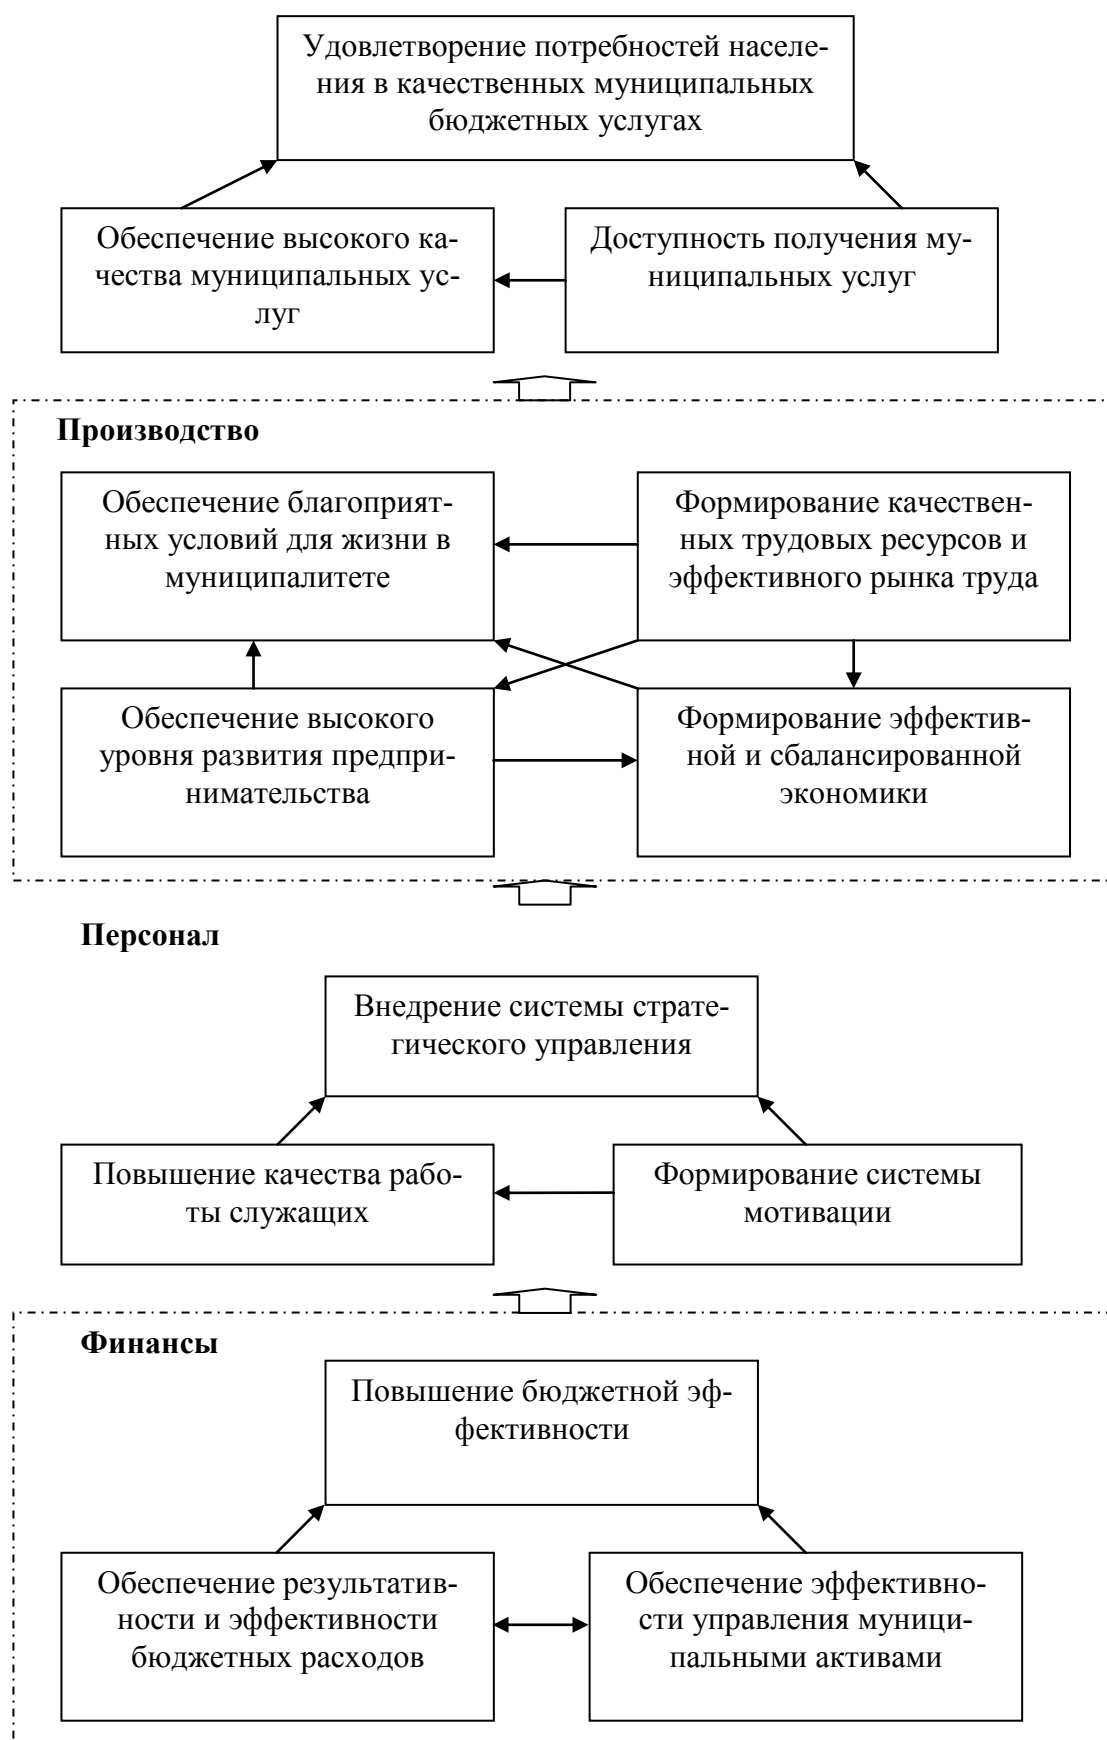 Удовлетворение потребностей населе-
ния в качественных муниципальных
бюджетных услугах
Обеспечение высокого ка-
чества муниципальных ус-
луг
Доступность получения му-
ниципальных услуг
Производство
Обеспечение благоприят-
ных условий для жизни в
муниципалитете
Формирование качествен-
ных трудовых ресурсов и
эффективного рынка труда
Обеспечение высокого
уровня развития предпри-
нимательства
Формирование эффектив-
ной и сбалансированной
экономики
Персонал
Внедрение системы страте-
гического управления
Повышение качества рабо-
ты служащих
Формирование системы
мотивации
Финансы
Повышение бюджетной эф-
фективности
Обеспечение результатив-
ности и эффективности
бюджетных расходов
Обеспечение эффективно-
сти управления муници-
пальными активами